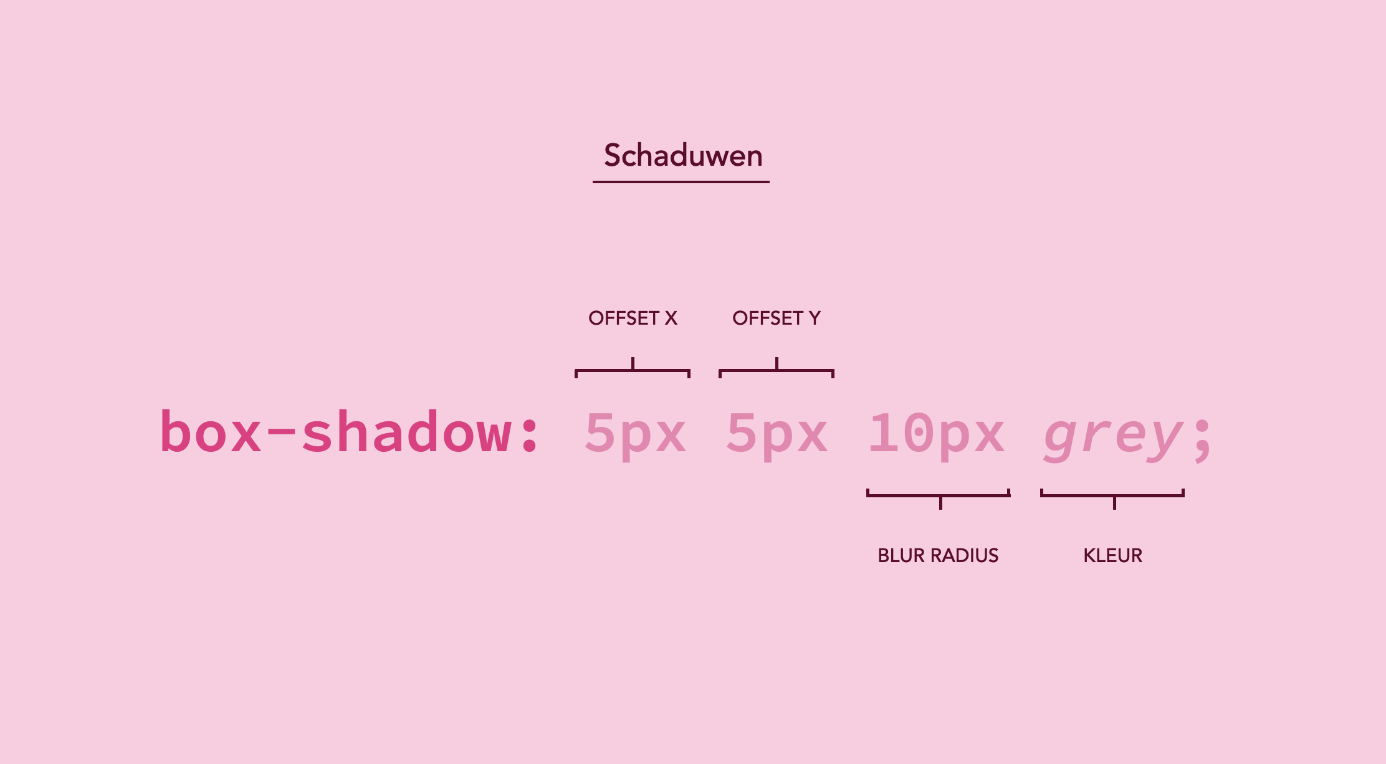 Schaduwen
OFFSET X OFFSET Y
box-shadow: 5px 5px 10px grey;
BLUR RADIUS KLEUR